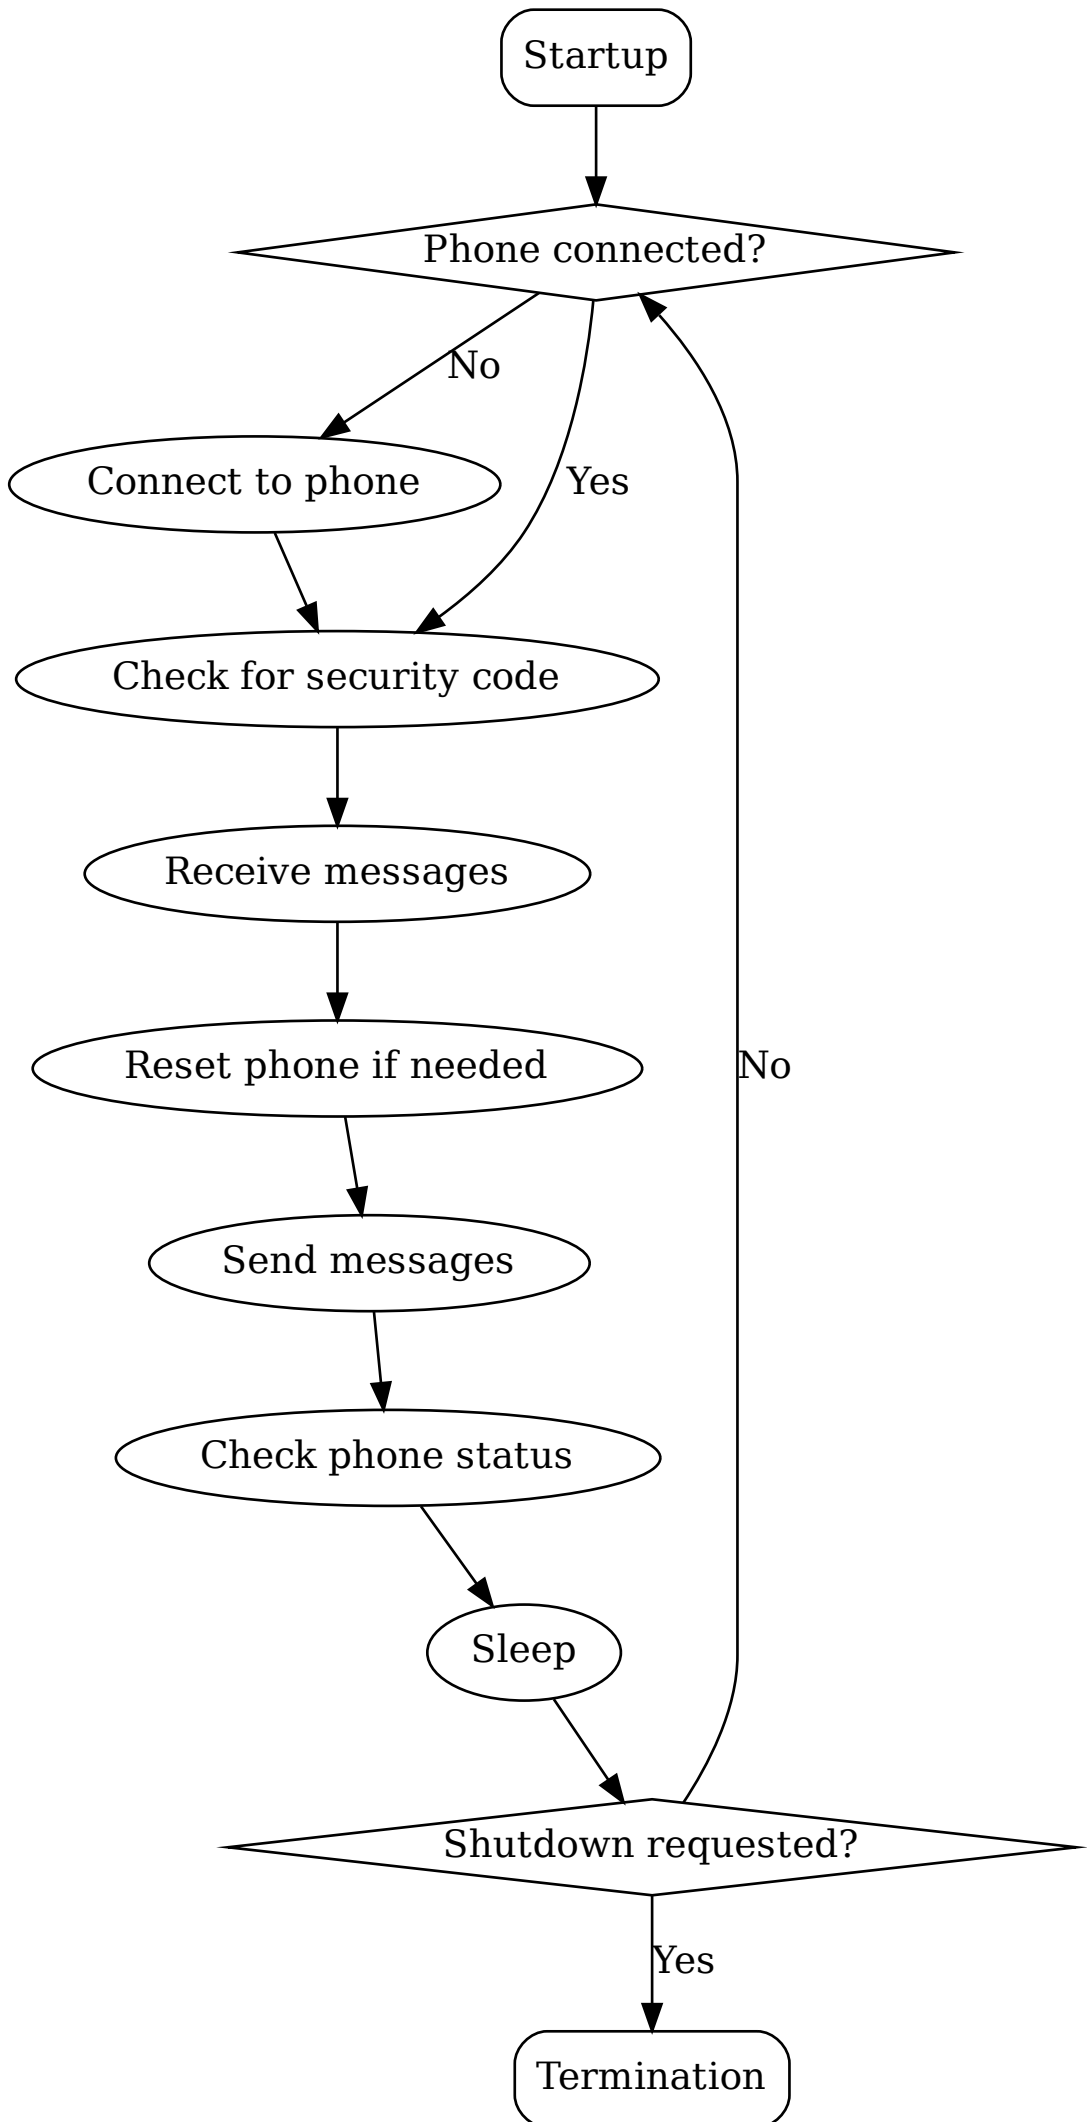 Startup
Phone connected?
No
Connect to phone
Yes
Check for security code
Receive messages
Reset phone if needed
No
Send messages
Check phone status
Sleep
Shutdown requested?
Yes
Termination